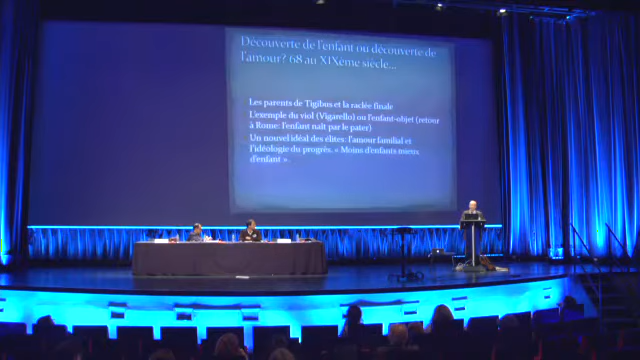 Découverte de l'enfant ou découverte de
l'amour? 68 au XIXème siècle...
Les parents de Tigibus et la raclée finale
L'exemple du viol (Vigarello) ou l'enfant-objet (retour
à Rome: l'enfant naît par le pater)
Un nouvel idéal des élites: l'amour familial et
l'idéologie du progrès. « Moins d'enfants mieux
d'enfant ».